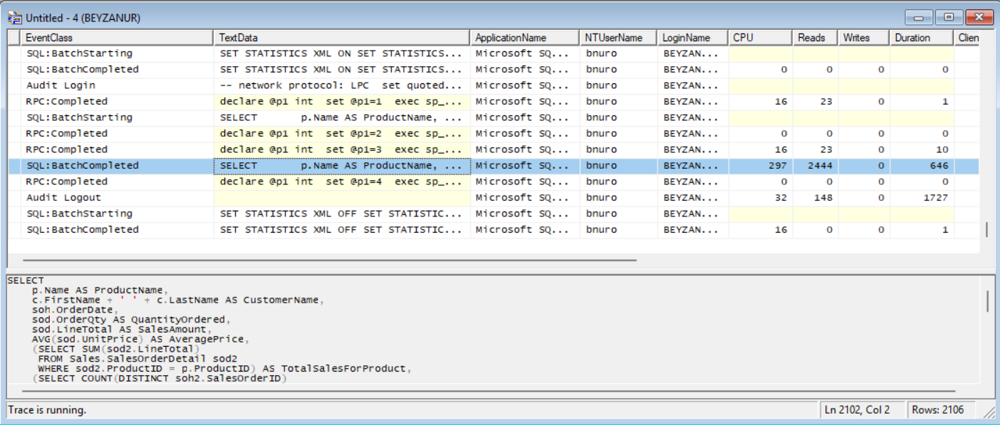 Untitled - 4 (BEYZANUR)
EventClass TextData ApplicationName NTUserName LoginName CPU Reads Writes Duration Clien
SQL:BatchStarting SET STATISTICS XML ON SET STATISTICS... Microsoft SQ... bnuro BEYZAN...
SQL:BatchCompleted SET STATISTICS XML ON SET STATISTICS... Microsoft SQ... bnuro BEYZAN... 0 0 0 0
Audit Login -- network protocol: LPC set quoted... Microsoft SQ... bnuro BEYZAN...
RPC:Completed declare @p1 int set @p1=1 exec sp_... Microsoft SQ... bnuro BEYZAN... 16 23 0 1
SQL:BatchStarting SELECT p.Name AS ProductName, ... Microsoft SQ... bnuro BEYZAN...
RPC:Completed declare @p1 int set @p1=2 exec sp_... Microsoft SQ... bnuro BEYZAN... 0 0 0 0
RPC:Completed declare @p1 int set @p1=3 exec sp_... Microsoft SQ... bnuro BEYZAN... 16 23 0 10
SQL:BatchCompleted SELECT p.Name AS ProductName, ... Microsoft SQ... bnuro BEYZAN... 297 2444 0 646
RPC:Completed declare @p1 int set @p1=4 exec sp_... Microsoft SQ... bnuro BEYZAN... 0 0 0 0
Audit Logout Microsoft SQ... bnuro BEYZAN... 32 148 0 1727
SQL:BatchStarting SET STATISTICS XML OFF SET STATISTIC... Microsoft SQ... bnuro BEYZAN...
SQL:BatchCompleted SET STATISTICS XML OFF SET STATISTIC... Microsoft SQ... bnuro BEYZAN... 16 0 0 1
SELECT
p.Name AS ProductName,
c.FirstName + ' ' + c.LastName AS CustomerName,
soh.OrderDate,
sod.OrderQty AS QuantityOrdered,
sod.LineTotal AS SalesAmount,
AVG(sod.UnitPrice) AS AveragePrice,
(SELECT SUM(sod2.LineTotal)
FROM Sales.SalesOrderDetail sod2
WHERE sod2.ProductID = p.ProductID) AS TotalSalesForProduct,
(SELECT COUNT(DISTINCT soh2.SalesOrderID)
Trace is running. Ln 2102, Col 2 Rows: 2106